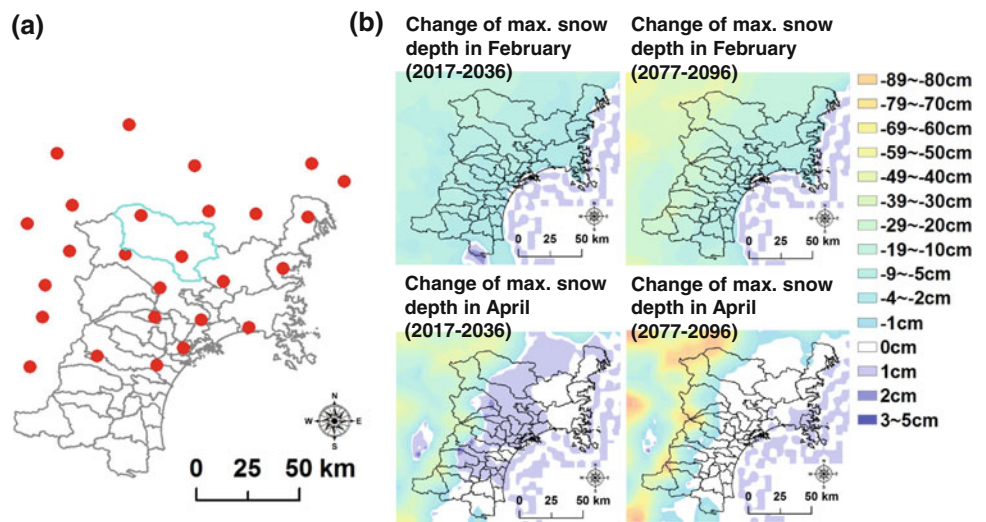 (a)
N
W E
S
0 25 50 km
(b)
Change of max. snow
depth in February
(2017-2036)
0 25 50 km
Change of max. snow
depth in February
(2077-2096)
0 25 50 km
Change of max. snow
depth in April
(2017-2036)
0 25 50 km
Change of max. snow
depth in April
(2077-2096)
0 25 50 km
-89~-80cm
-79~-70cm
-69~-60cm
-59~-50cm
-49~-40cm
-39~-30cm
-29~-20cm
-19~-10cm
-9~-5cm
-4~-2cm
-1cm
0cm
1cm
2cm
3~5cm